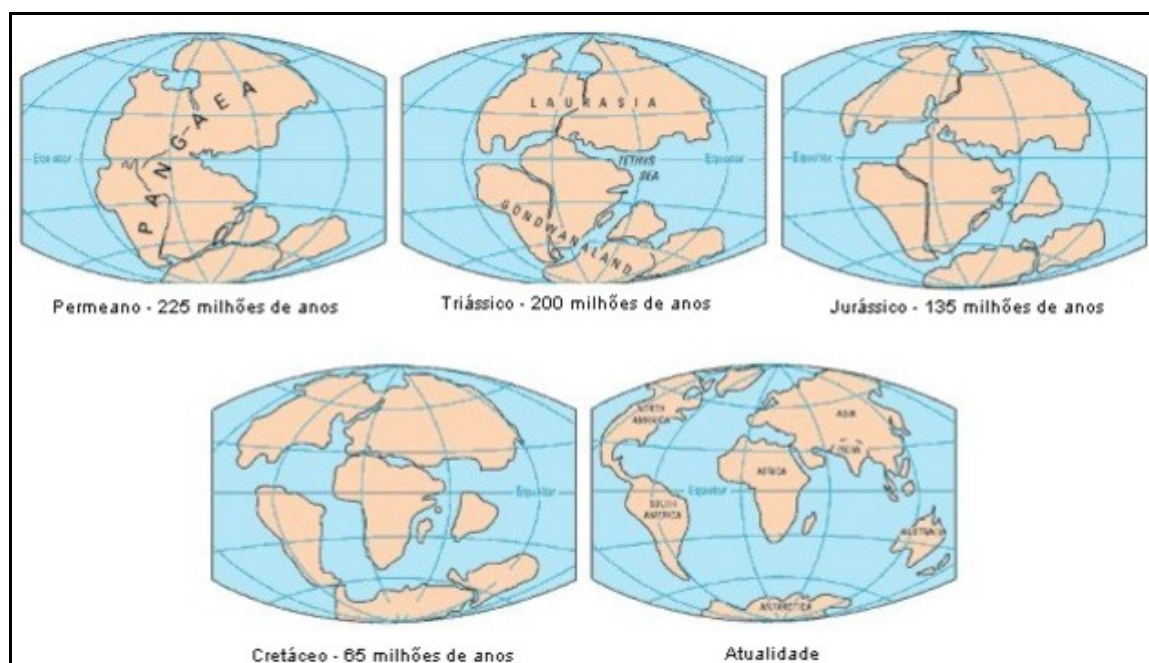 PANGAEA
Equator
Permeano - 225 milhões de anos
LAURASIA
TETHYS
SEA
Equator
GONDWANALAND
Triássico - 200 milhões de anos
Equator
Jurássico - 135 milhões de anos
Equator
Cretáceo - 65 milhões de anos
NORTH
AMERICA
ASIA
INDIA
AFRICA
Equator
SOUTH
AMERICA
AUSTRALIA
ANTARCTICA
Atualidade